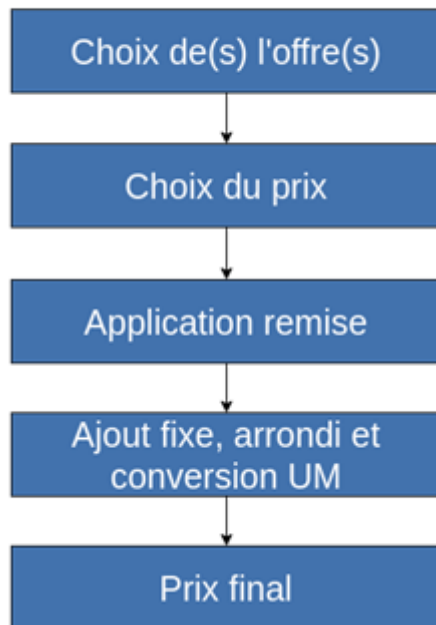 Choix de(s) l'offre(s)
Choix du prix
Application remise
Ajout fixe, arrondi et
conversion UM
Prix final